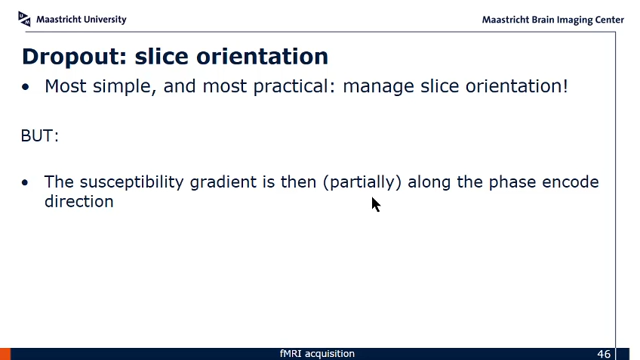 Maastricht University
Maastricht Brain Imaging Center
Dropout: slice orientation
• Most simple, and most practical: manage slice orientation!
BUT:
• The susceptibility gradient is then (partially) along the phase encode
direction
fMRI acquisition
46